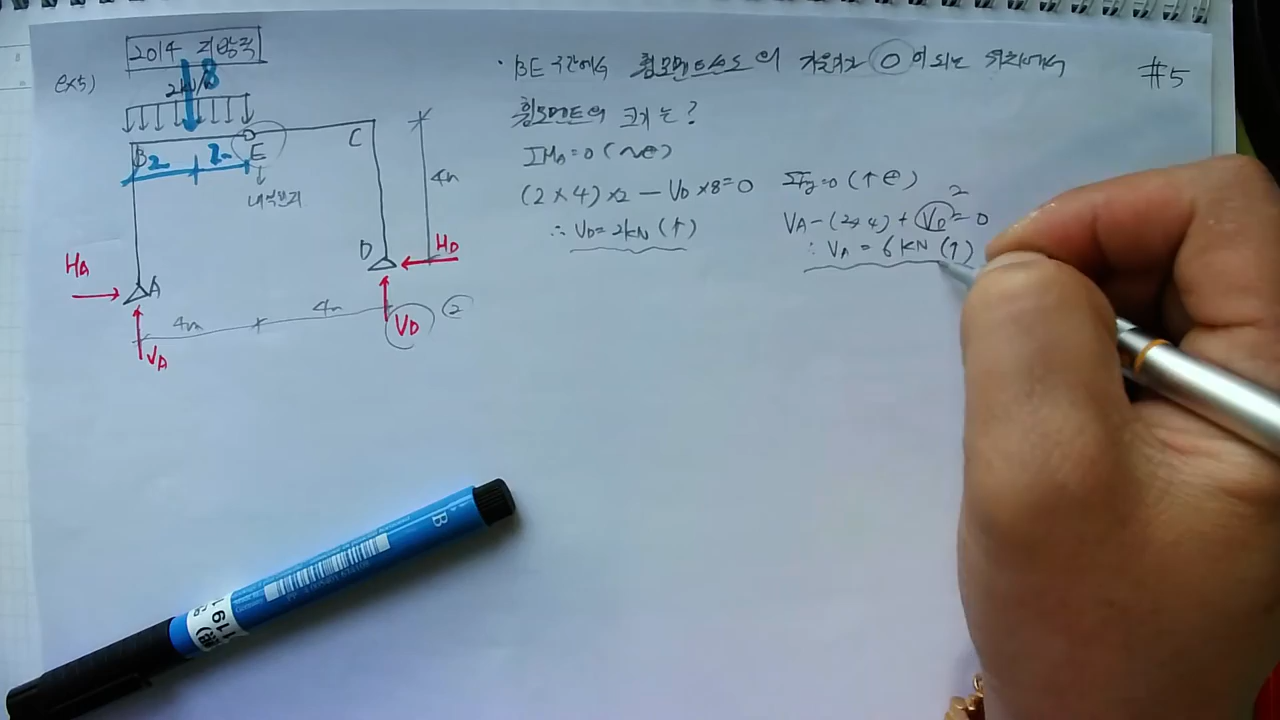 2014 지방직
ex5)
B
2
2
E
C
내력힌지
4m
D
HD
HA
A
4m
4m
VD
2
VA
· BE 구간에서 휨모멘트선도의 기울기가 0이 되는 위치에서
#5
휨모멘트의 크기는?
ΣMA=0 (↷⊕)
(2×4)×2 - VD×8=0
∴ VD=2kN (↑)
ΣFy=0 (↑⊕)
2
VA-(2×4)+VD=0
∴ VA = 6kN (↑)
B